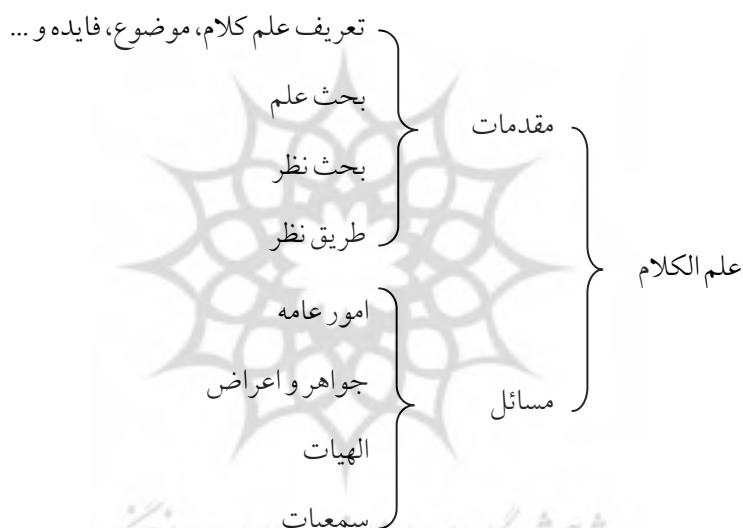 علم الکلام
مقدمات
تعریف علم کلام، موضوع، فایده و ...
بحث علم
بحث نظر
طریق نظر
مسائل
امور عامه
جواهر و اعراض
الهیات
سمعیات